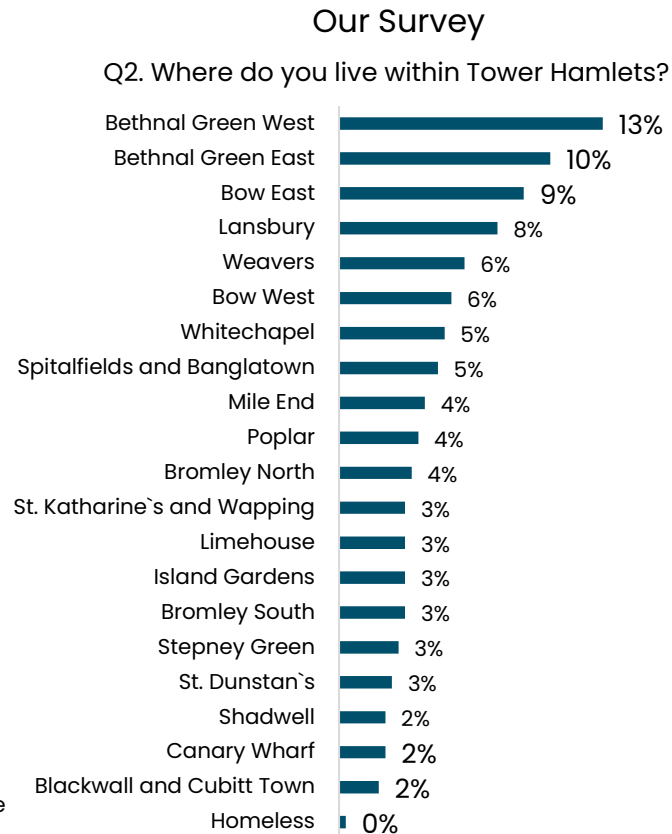 Our Survey
Q2. Where do you live within Tower Hamlets?
Bethnal Green West 13%
Bethnal Green East 10%
Bow East 9%
Lansbury 8%
Weavers 6%
Bow West 6%
Whitechapel 5%
Spitalfields and Banglatown 5%
Mile End 4%
Poplar 4%
Bromley North 4%
St. Katharine`s and Wapping 3%
Limehouse 3%
Island Gardens 3%
Bromley South 3%
Stepney Green 3%
St. Dunstan`s 3%
Shadwell 2%
Canary Wharf 2%
Blackwall and Cubitt Town 2%
Homeless 0%